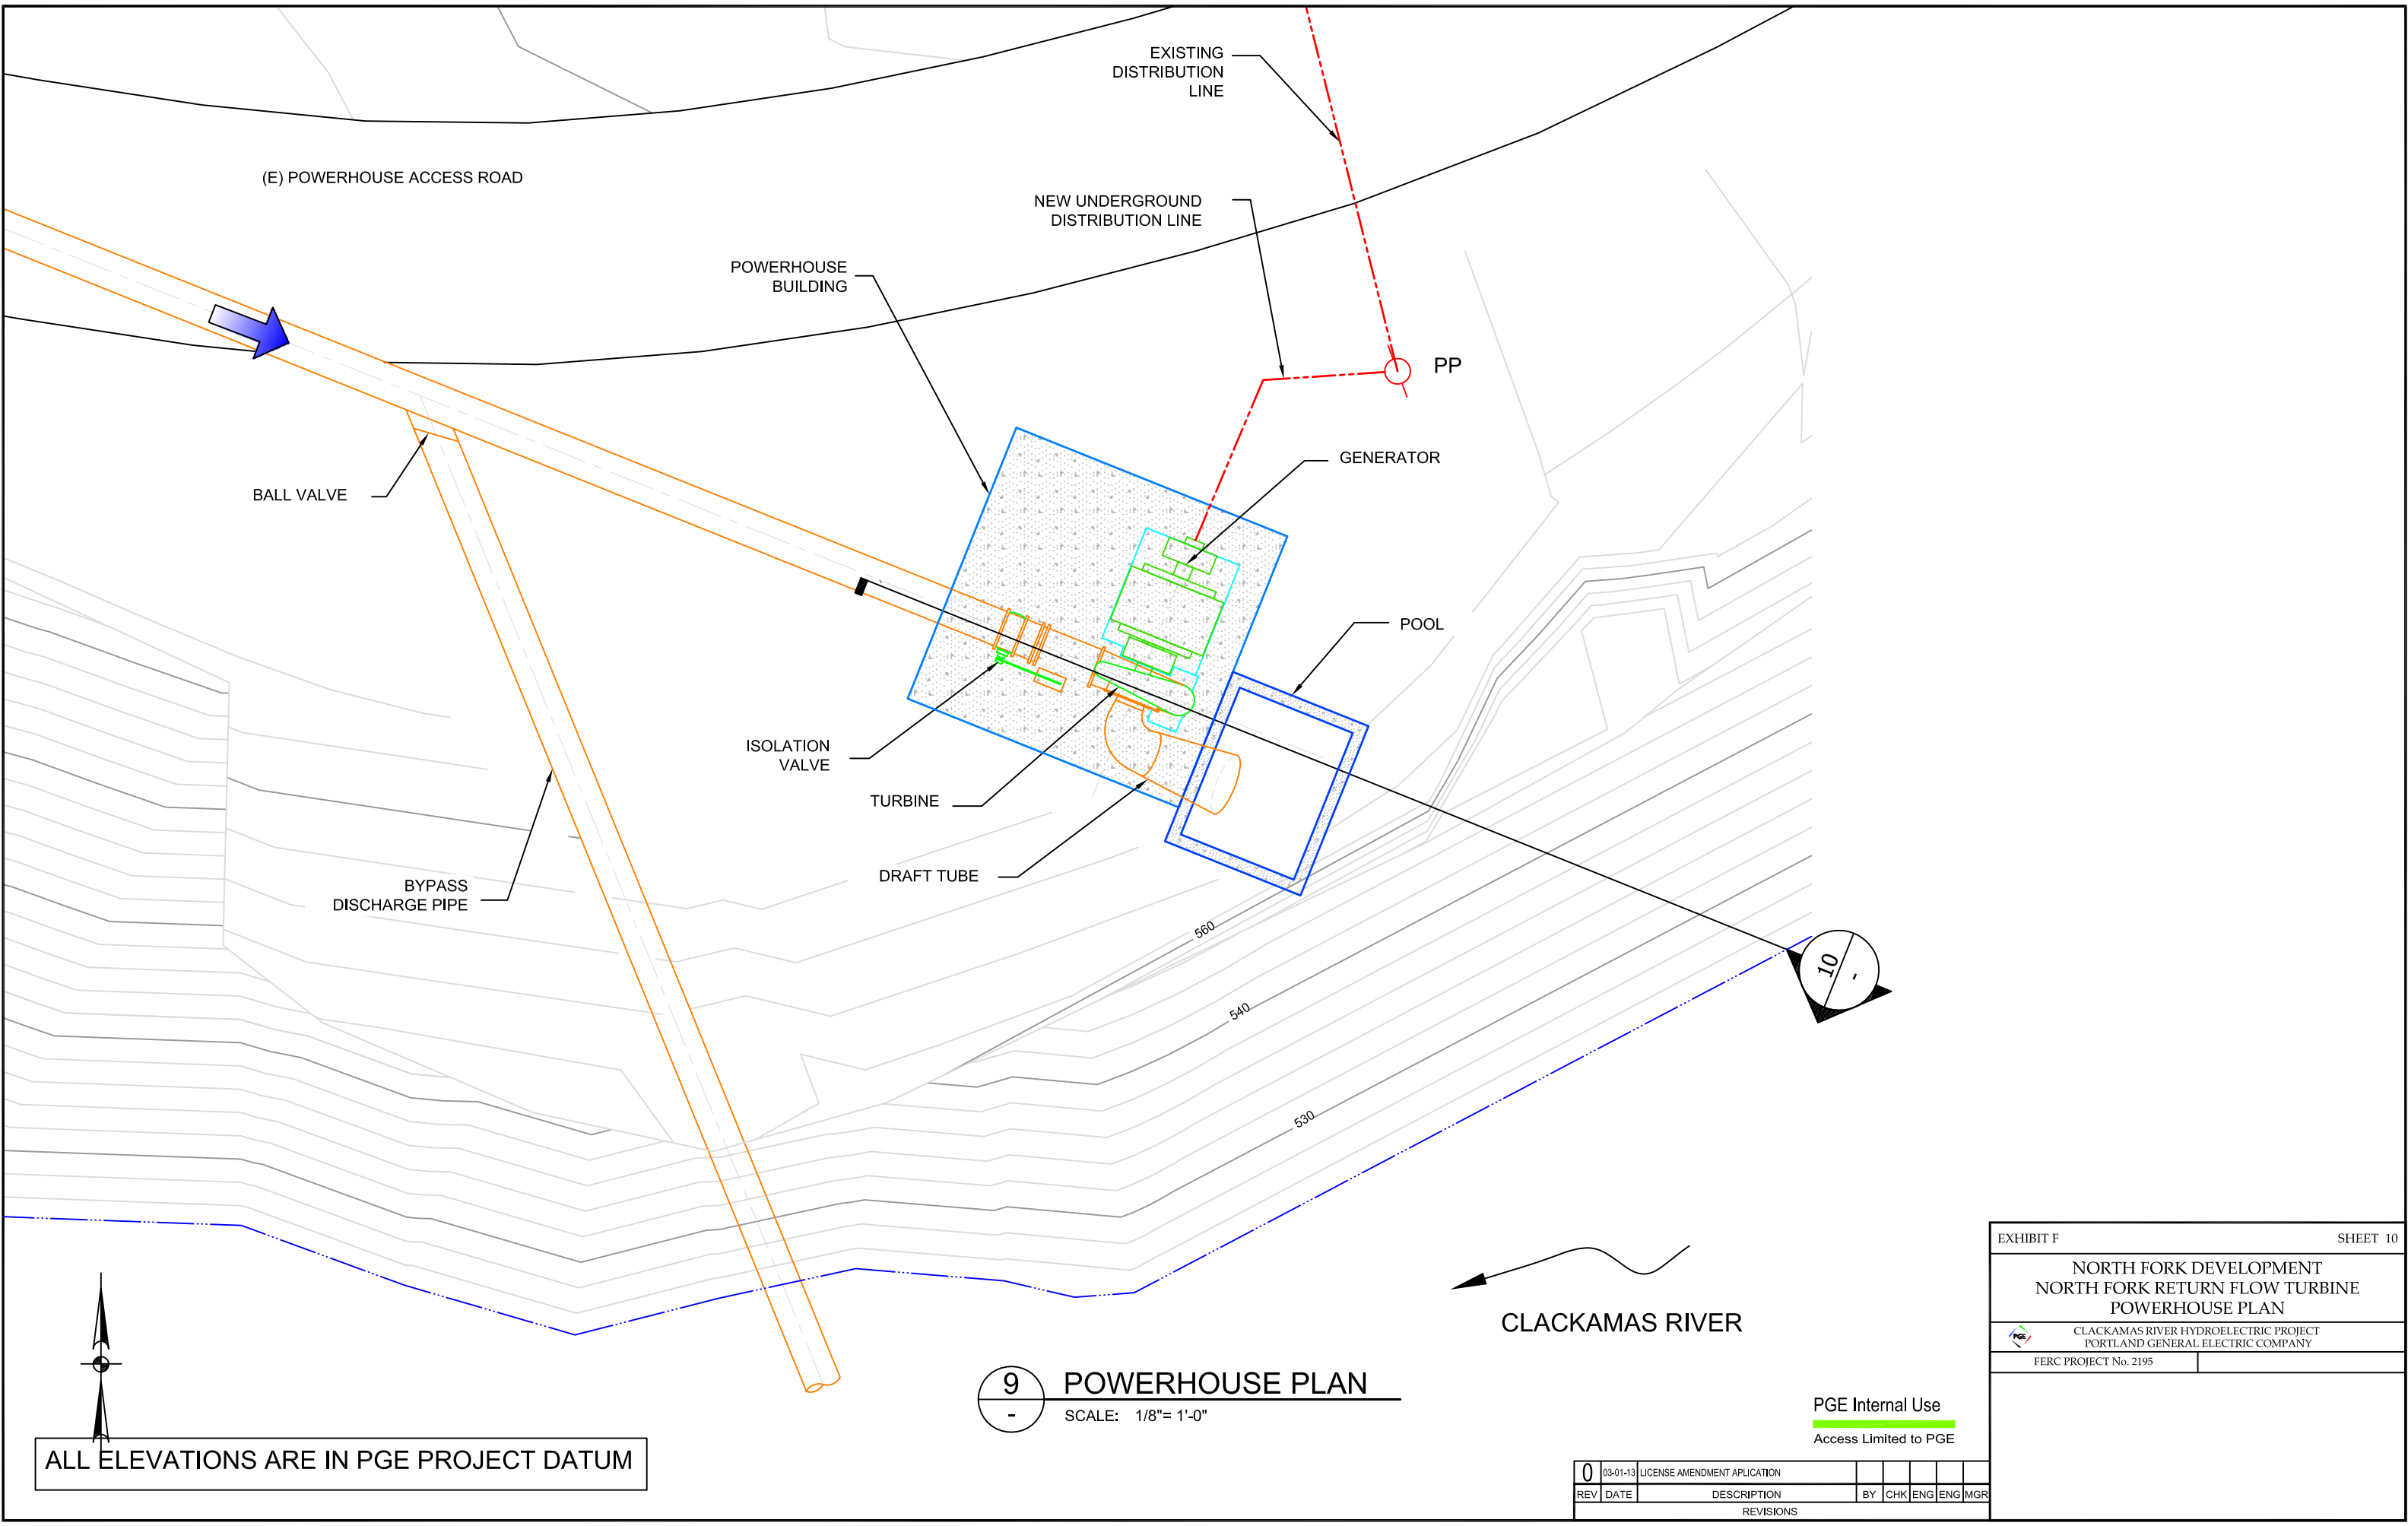 EXISTING
DISTRIBUTION
LINE
(E) POWERHOUSE ACCESS ROAD
NEW UNDERGROUND
DISTRIBUTION LINE
POWERHOUSE
BUILDING
PP
GENERATOR
BALL VALVE
POOL
ISOLATION
VALVE
TURBINE
DRAFT TUBE
BYPASS
DISCHARGE PIPE
560
540
530
10
-
CLACKAMAS RIVER
9
-
POWERHOUSE PLAN
SCALE: 1/8"= 1'-0"
ALL ELEVATIONS ARE IN PGE PROJECT DATUM
PGE Internal Use
Access Limited to PGE
EXHIBIT F SHEET 10
NORTH FORK DEVELOPMENT
NORTH FORK RETURN FLOW TURBINE
POWERHOUSE PLAN
PGE
CLACKAMAS RIVER HYDROELECTRIC PROJECT
PORTLAND GENERAL ELECTRIC COMPANY
FERC PROJECT No. 2195
0 03-01-13 LICENSE AMENDMENT APLICATION
REV DATE DESCRIPTION BY CHK ENG ENG MGR
REVISIONS